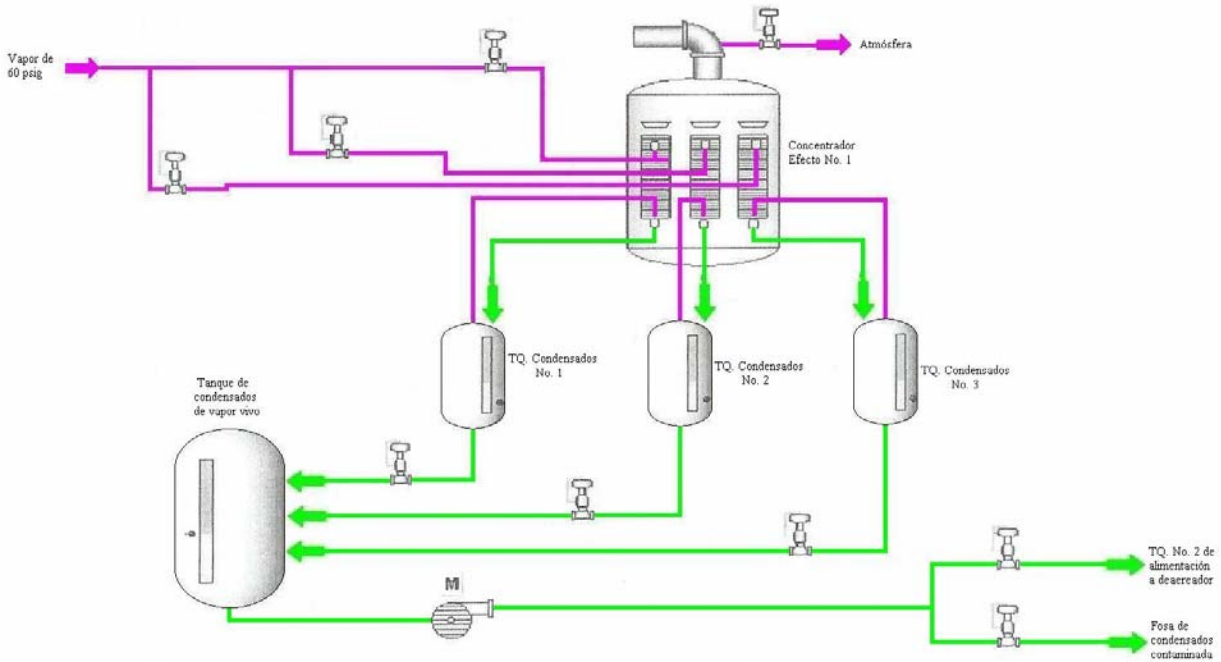 Vapor de
60 psig
Atmósfera
Concentrador
Efecto No. 1
TQ. Condensados
No. 1
TQ. Condensados
No. 2
TQ. Condensados
No. 3
Tanque de
condensados
de vapor vivo
M
TQ. No. 2 de
alimentación
a deaereador
Fosa de
condensados
contaminada